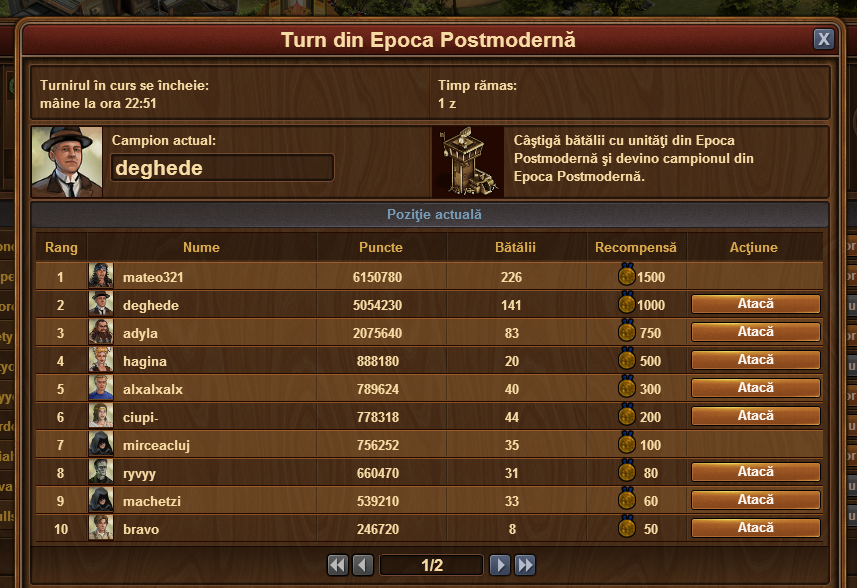 Turn din Epoca Postmodernă
X
Turnirul în curs se încheie:
mâine la ora 22:51
Timp rămas:
1 z
Campion actual:
deghede
Câştigă bătălii cu unităţi din Epoca
Postmodernă şi devino campionul din
Epoca Postmodernă.
Poziţie actuală
Rang Nume Puncte Bătălii Recompensă Acţiune
1 mateo321 6150780 226 1500
2 deghede 5054230 141 1000 Atacă
3 adyla 2075640 83 750 Atacă
4 hagina 888180 20 500 Atacă
5 alxalxalx 789624 40 300 Atacă
6 ciupi- 778318 44 200 Atacă
7 mirceacluj 756252 35 100
8 ryvyy 660470 31 80 Atacă
9 machetzi 539210 33 60 Atacă
10 bravo 246720 8 50 Atacă
1/2